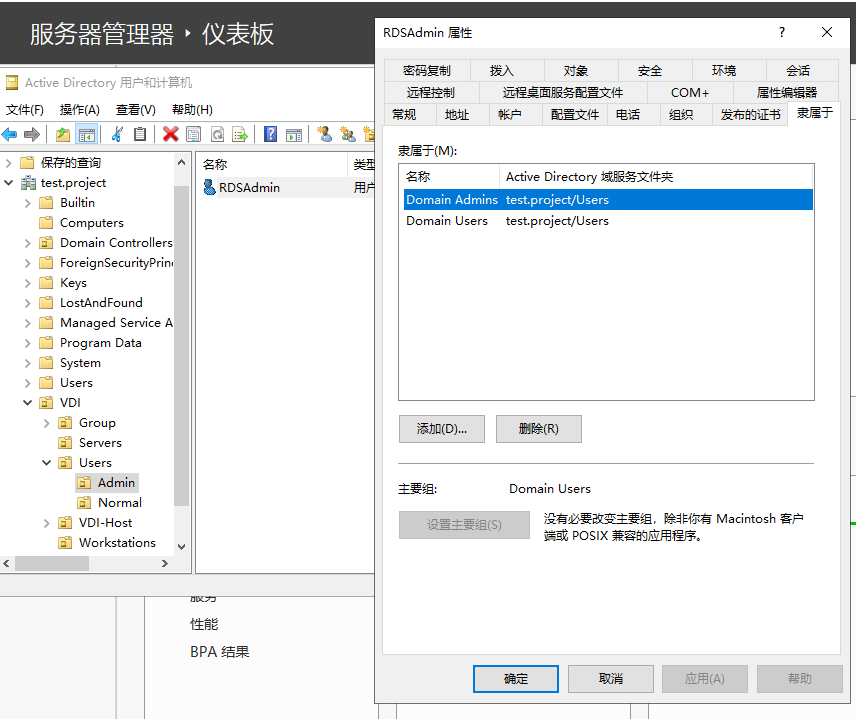 服务器管理器 ‣ 仪表板
Active Directory 用户和计算机
文件(F) 操作(A) 查看(V) 帮助(H)
保存的查询
test.project
Builtin
Computers
Domain Controllers
ForeignSecurityPrin
Keys
LostAndFound
Managed Service A
Program Data
System
Users
VDI
Group
Servers
Users
Admin
Normal
VDI-Host
Workstations
名称 类型
RDSAdmin 用户
服务
性能
BPA 结果
RDSAdmin 属性
密码复制 拨入 对象 安全 环境 会话
远程控制 远程桌面服务配置文件 COM+ 属性编辑器
常规 地址 帐户 配置文件 电话 组织 发布的证书 隶属于
隶属于(M):
名称 Active Directory 域服务文件夹
Domain Admins test.project/Users
Domain Users test.project/Users
添加(D)... 删除(R)
主要组: Domain Users
设置主要组(S)
没有必要改变主要组，除非你有 Macintosh 客户
端或 POSIX 兼容的应用程序。
确定 取消 应用(A) 帮助